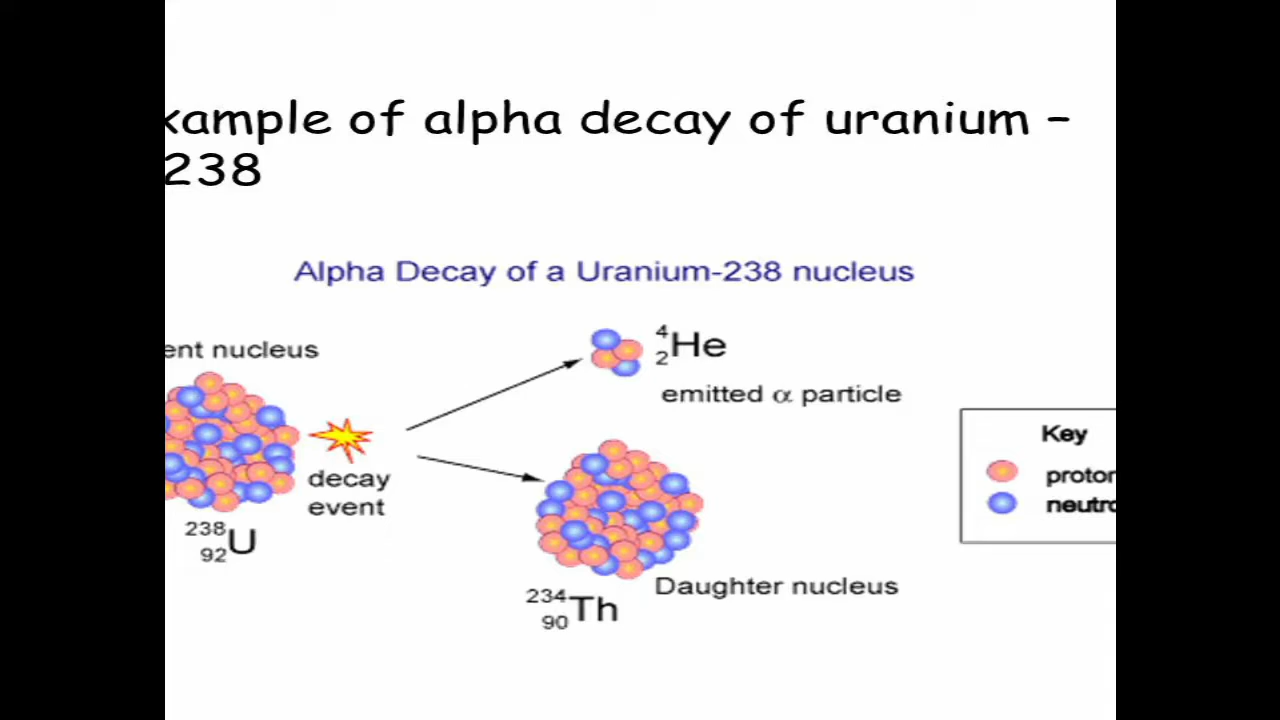 xample of alpha decay of uranium –
238
Alpha Decay of a Uranium-238 nucleus
ent nucleus
4
2He
emitted α particle
Key
proton
neutro
decay
event
238
92U
Daughter nucleus
234
90Th